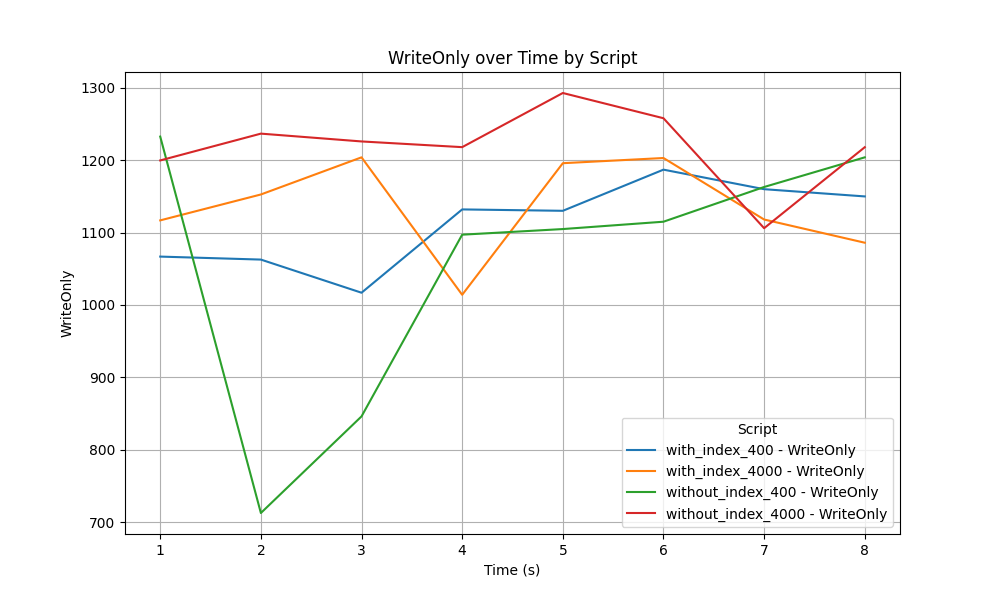 WriteOnly over Time by Script
1300
1200
1100
1000
900
800
700
WriteOnly
1 2 3 4 5 6 7 8
Time (s)
Script
with_index_400 - WriteOnly
with_index_4000 - WriteOnly
without_index_400 - WriteOnly
without_index_4000 - WriteOnly